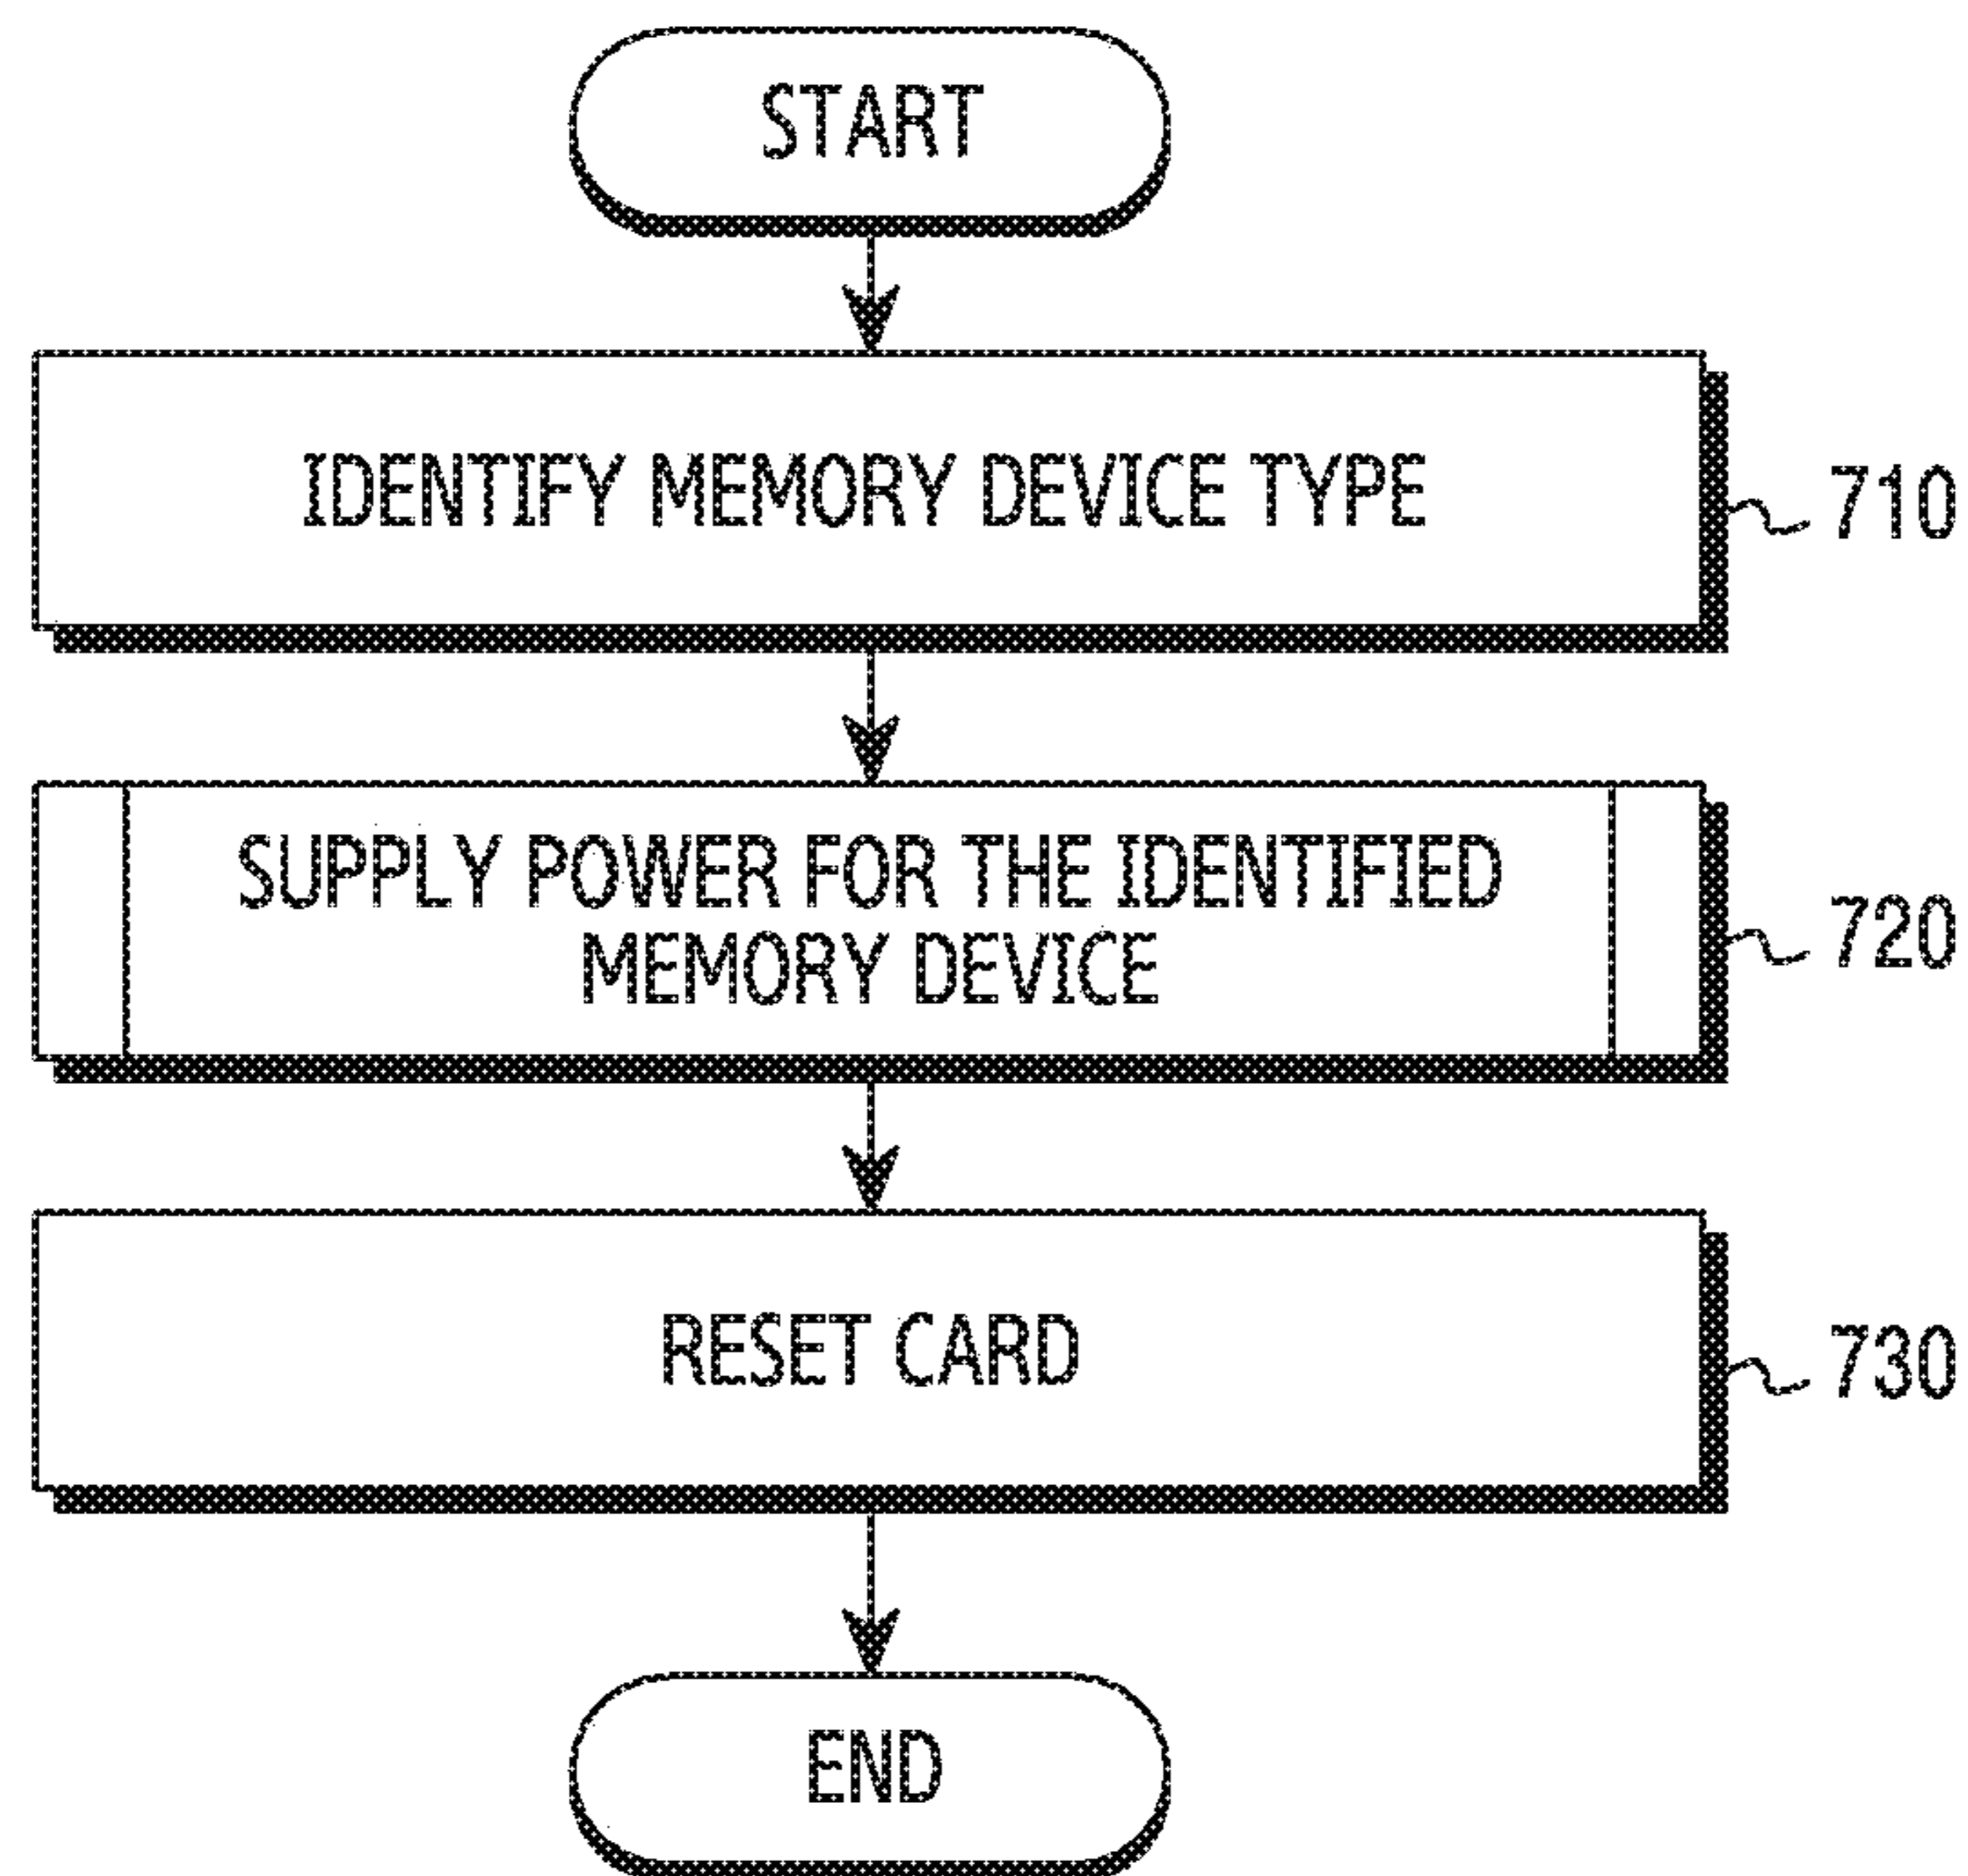 START
IDENTIFY MEMORY DEVICE TYPE
710
SUPPLY POWER FOR THE IDENTIFIED
MEMORY DEVICE
720
RESET CARD
730
END